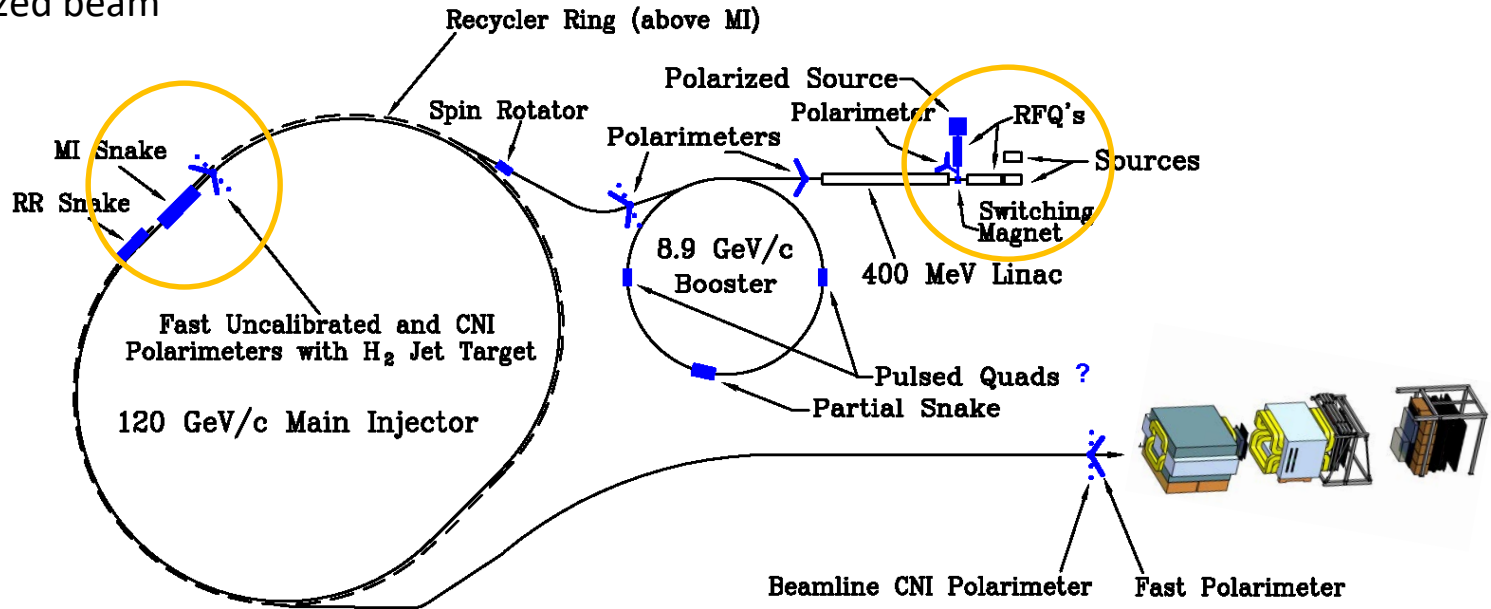 zed beam
Recycler Ring (above MI)
Polarized Source
Spin Rotator
Polarimeter
RFQ's
Polarimeters
MI Snake
Sources
RR Snake
Switching
Magnet
8.9 GeV/c
Booster
400 MeV Linac
Fast Uncalibrated and CNI
Polarimeters with H₂ Jet Target
Pulsed Quads ?
Partial Snake
120 GeV/c Main Injector
Beamline CNI Polarimeter
Fast Polarimeter